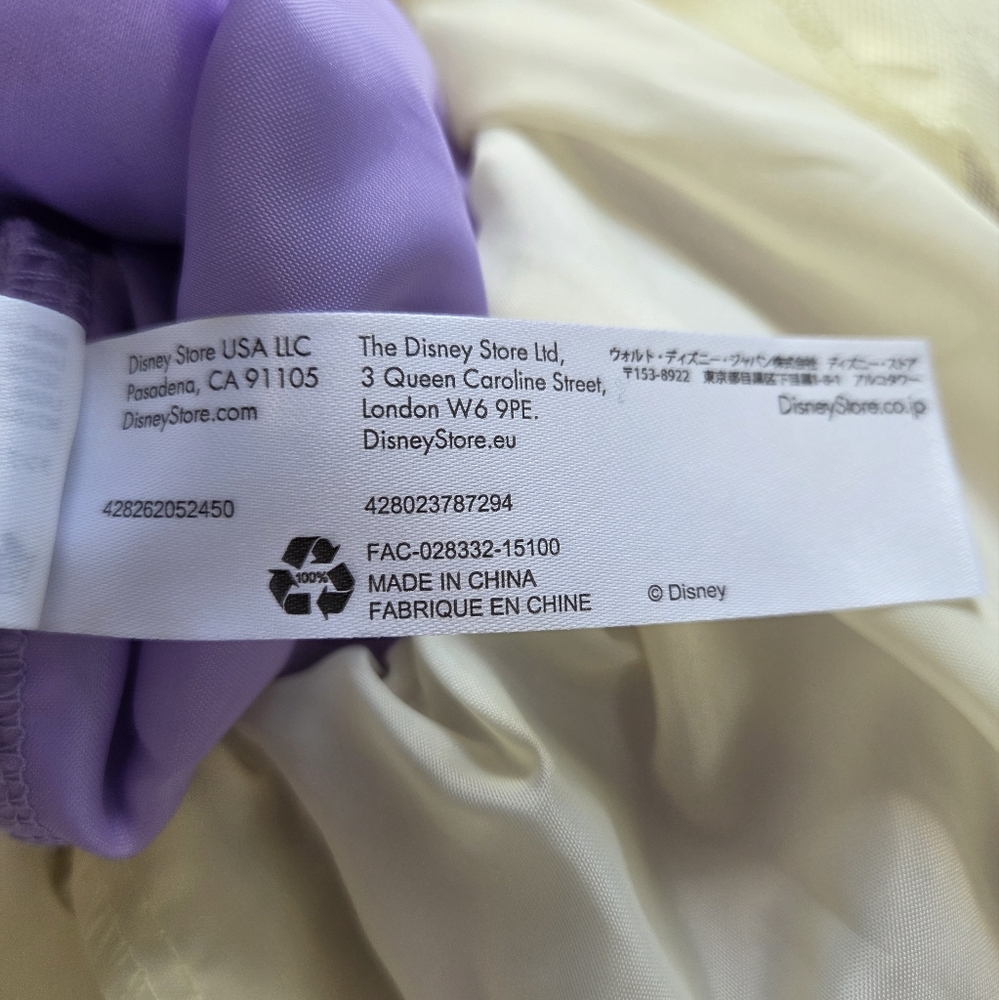 Disney Store USA LLC
Pasadena, CA 91105
DisneyStore.com
428262052450
The Disney Store Ltd,
3 Queen Caroline Street,
London W6 9PE.
DisneyStore.eu
428023787294
100%
FAC-028332-15100
MADE IN CHINA
FABRIQUE EN CHINE
ウォルト・ディズニー・ジャパン株式会社 ディズニー・ストア
〒153-8922 東京都目黒区下目黒1-8-1 アルコタワー
DisneyStore.co.jp
© Disney